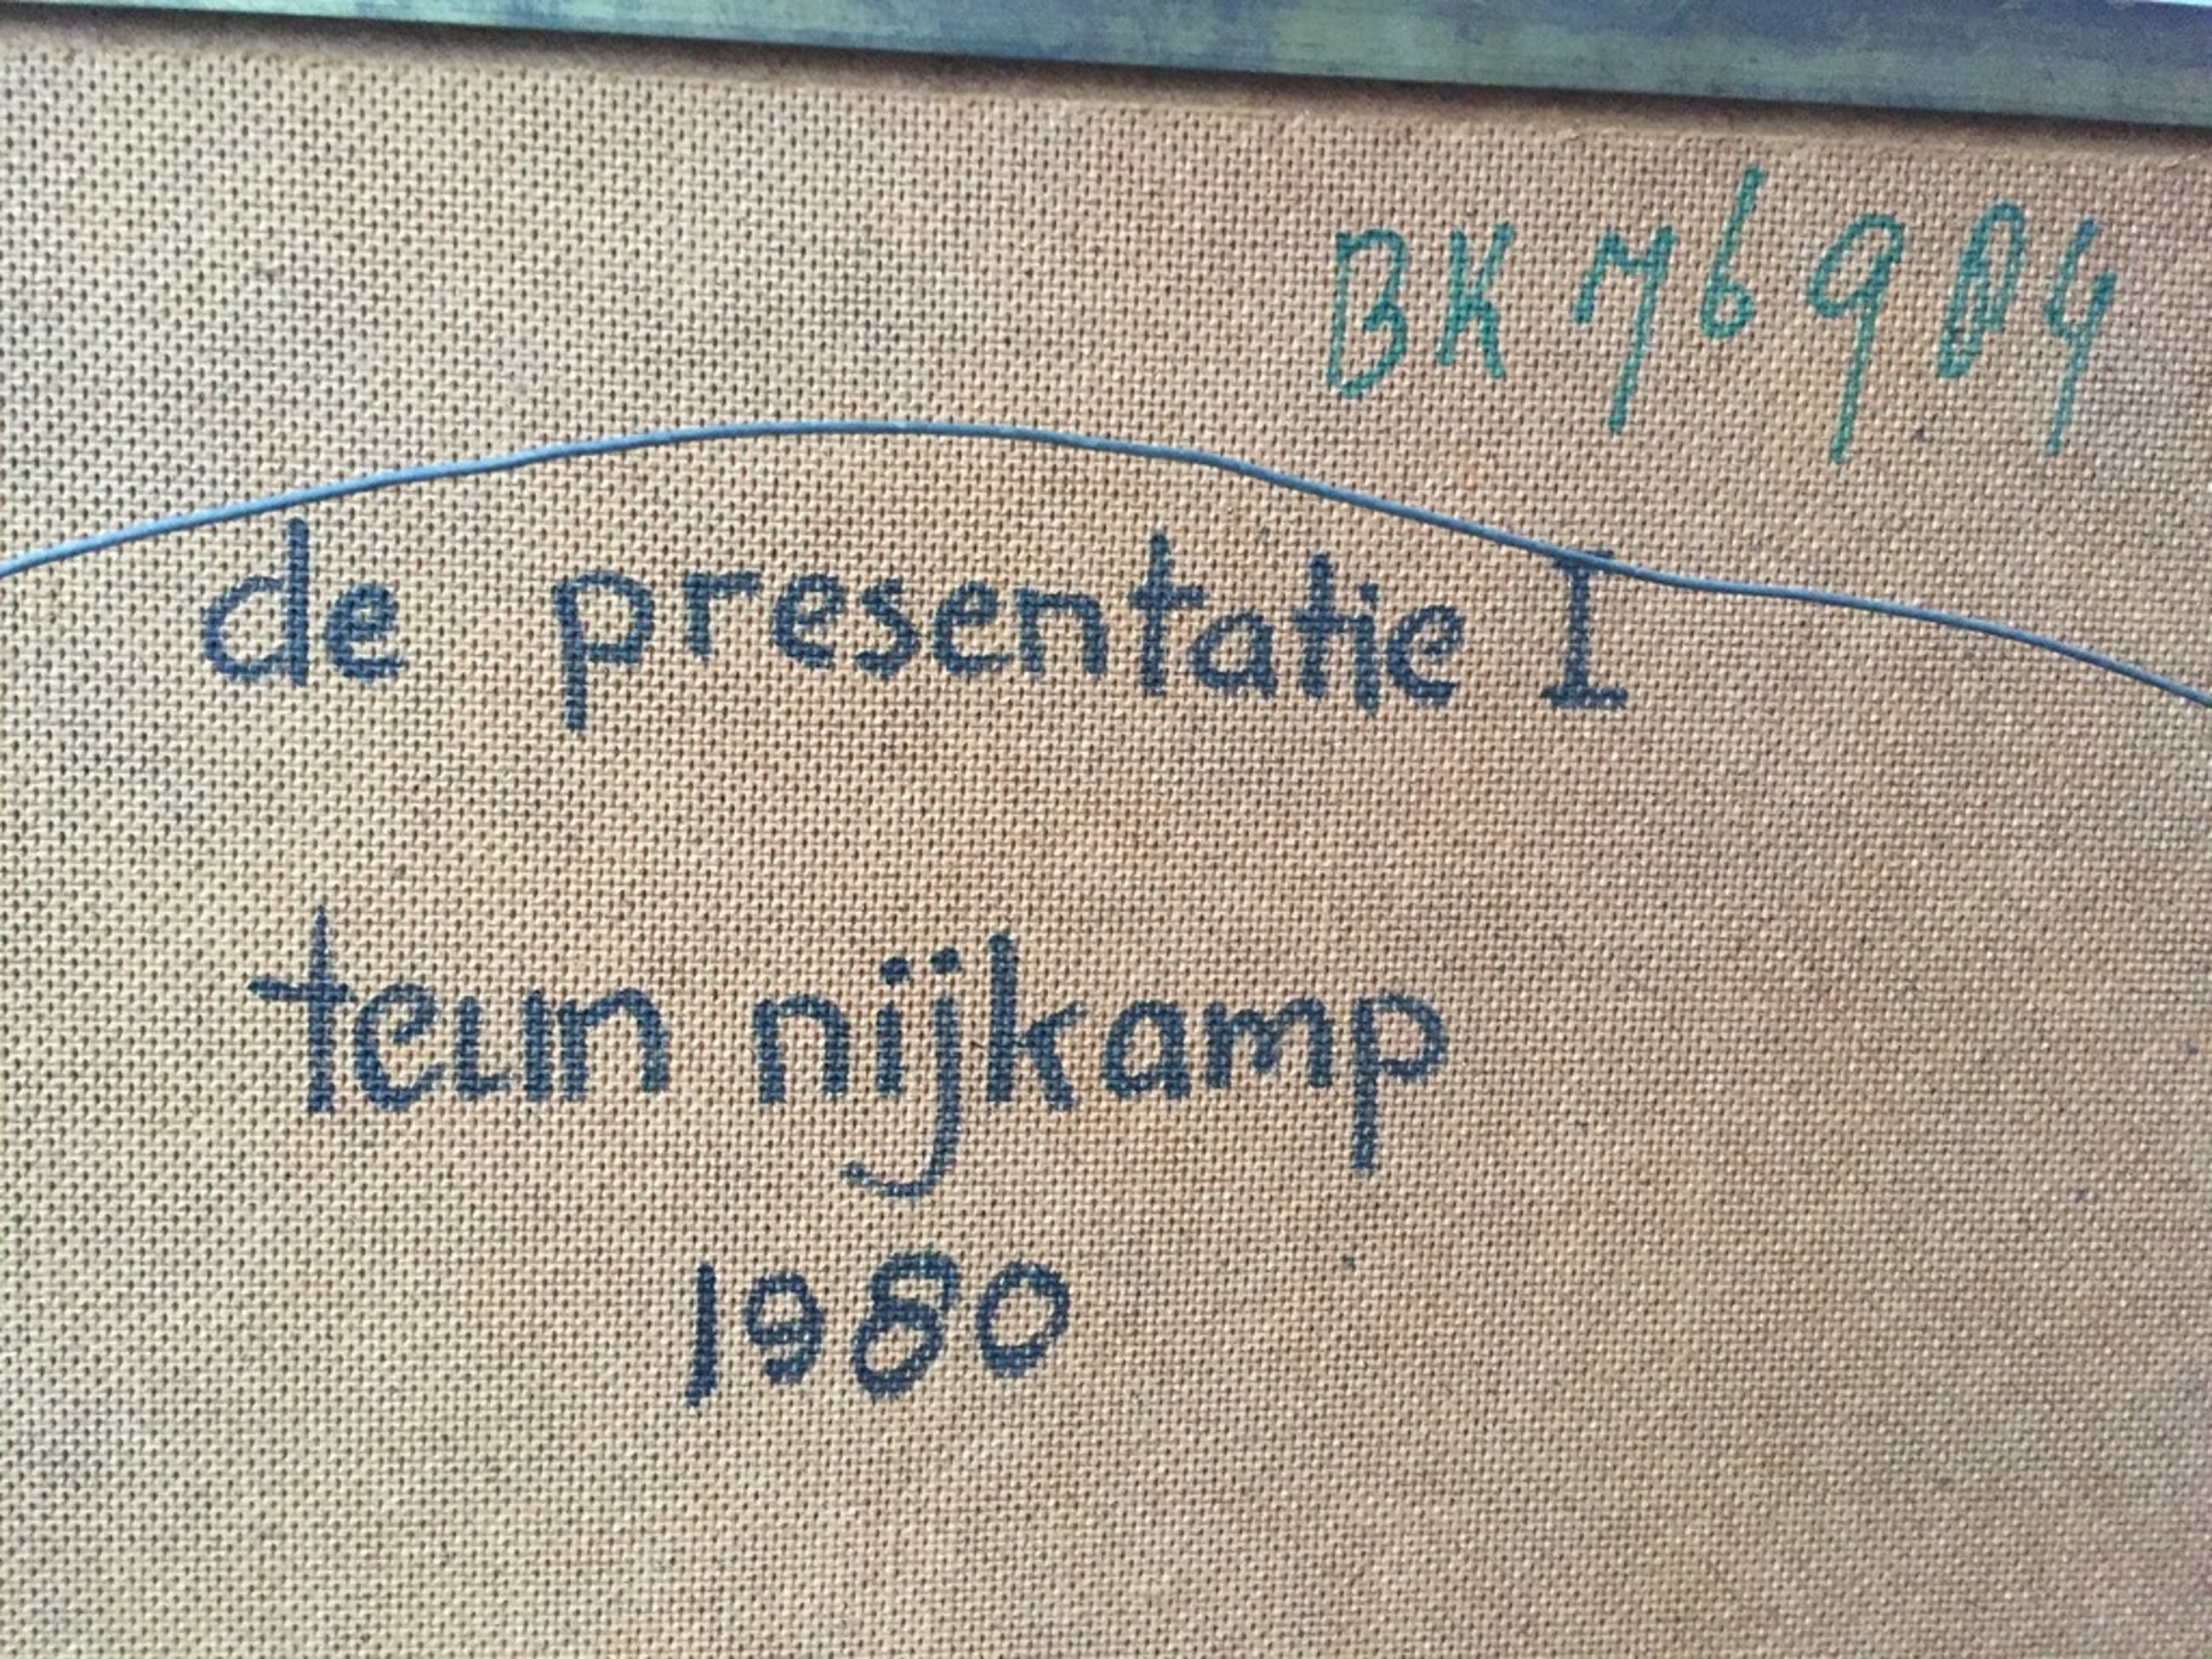 BK 76904
de presentatie I
teun nijkamp
1980